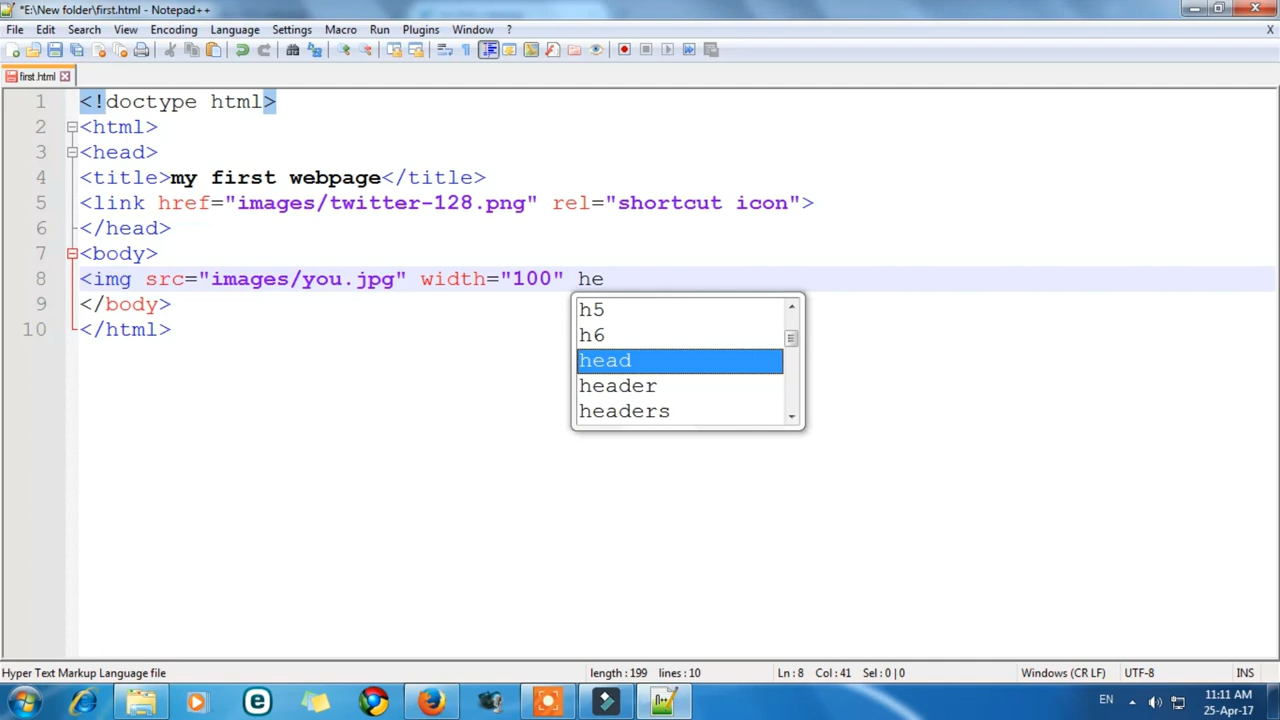 *E:\New folder\first.html - Notepad++
File Edit Search View Encoding Language Settings Macro Run Plugins Window ? X
first.html
1 <!doctype html>
2 <html>
3 <head>
4 <title>my first webpage</title>
5 <link href="images/twitter-128.png" rel="shortcut icon">
6 </head>
7 <body>
8 <img src="images/you.jpg" width="100" he
9 </body>
10 </html>
h5
h6
head
header
headers
Hyper Text Markup Language file length : 199 lines : 10 Ln : 8 Col : 41 Sel : 0 | 0 Windows (CR LF) UTF-8 INS
EN 11:11 AM
25-Apr-17